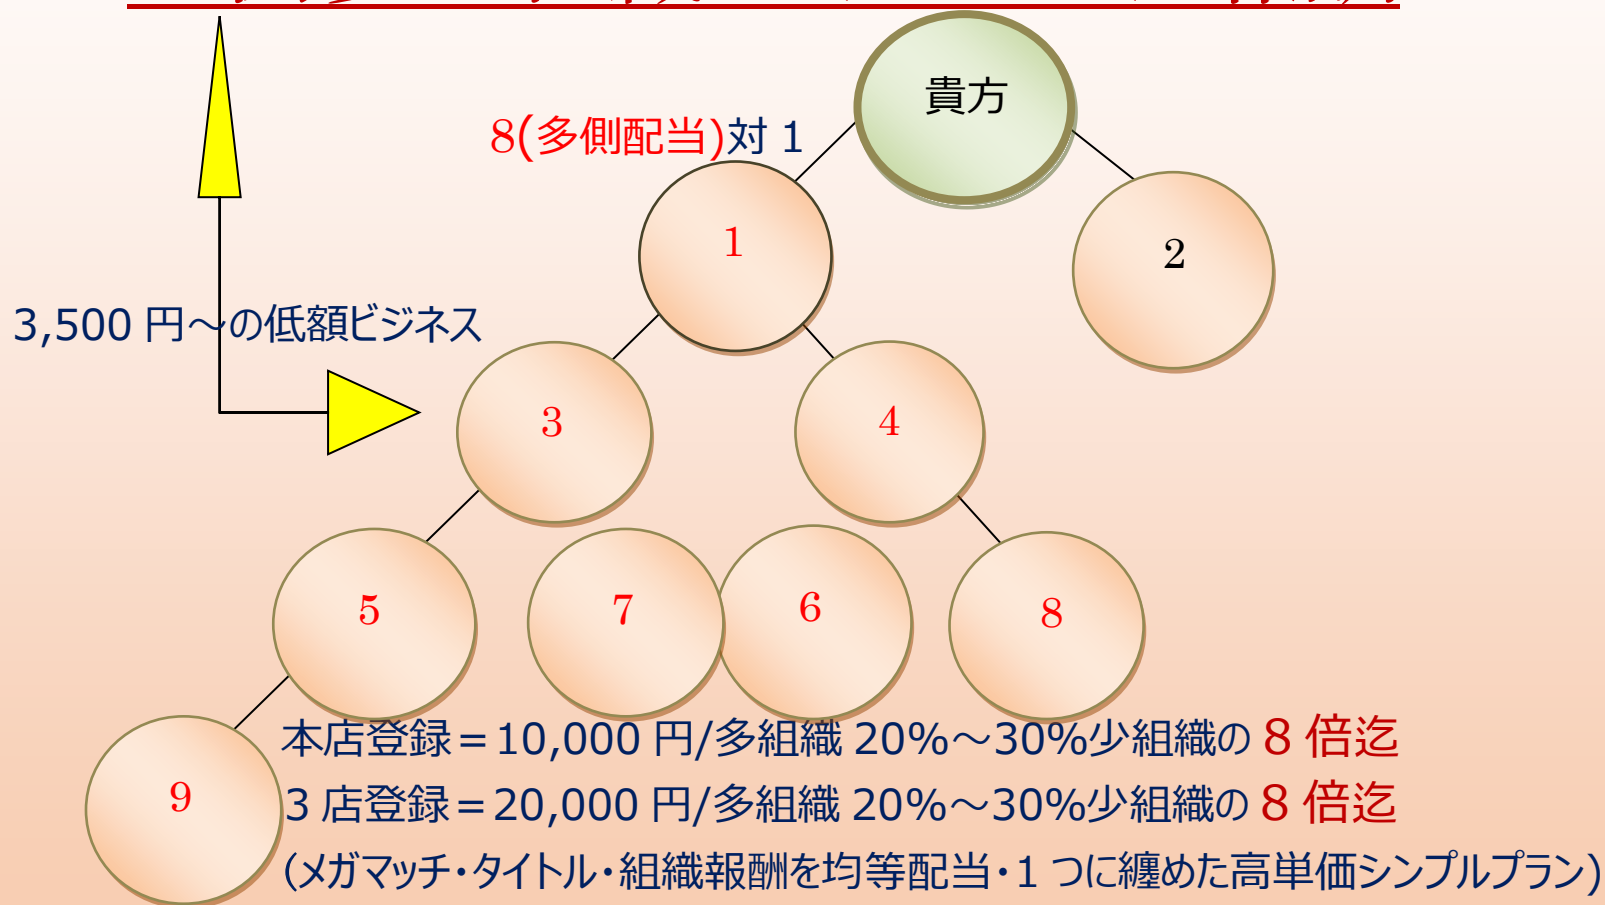 貴方
8(多側配当)対 1
1
2
3,500 円~の低額ビジネス
3
4
5
7
6
8
本店登録=10,000 円/多組織 20%~30%少組織の 8 倍迄
9
3 店登録=20,000 円/多組織 20%~30%少組織の 8 倍迄
(メガマッチ・タイトル・組織報酬を均等配当・1 つに纏めた高単価シンプルプラン)